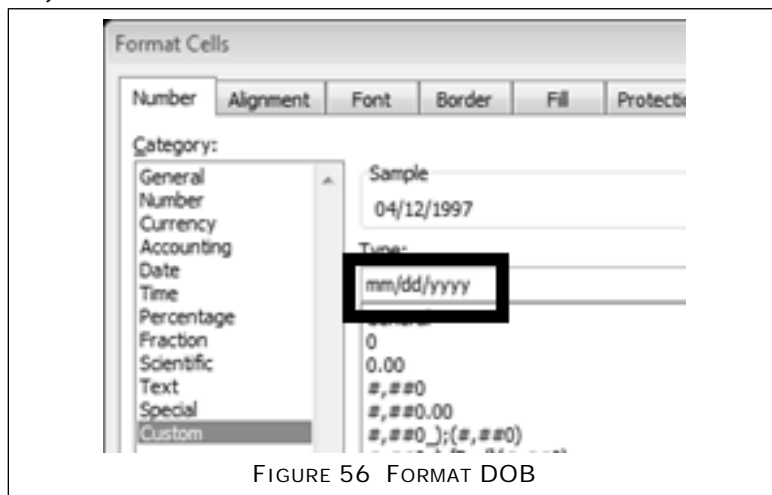 Format Cells
Number Alignment Font Border Fill
Category:
General
Number
Currency
Accounting
Date
Time
Percentage
Fraction
Scientific
Text
Special
Custom
Sample
04/12/1997
Type:
mm/dd/yyyy
General
0
0.00
#,##0
#,##0.00
#,##0_);(#,##0)
FIGURE 56 FORMAT DOB